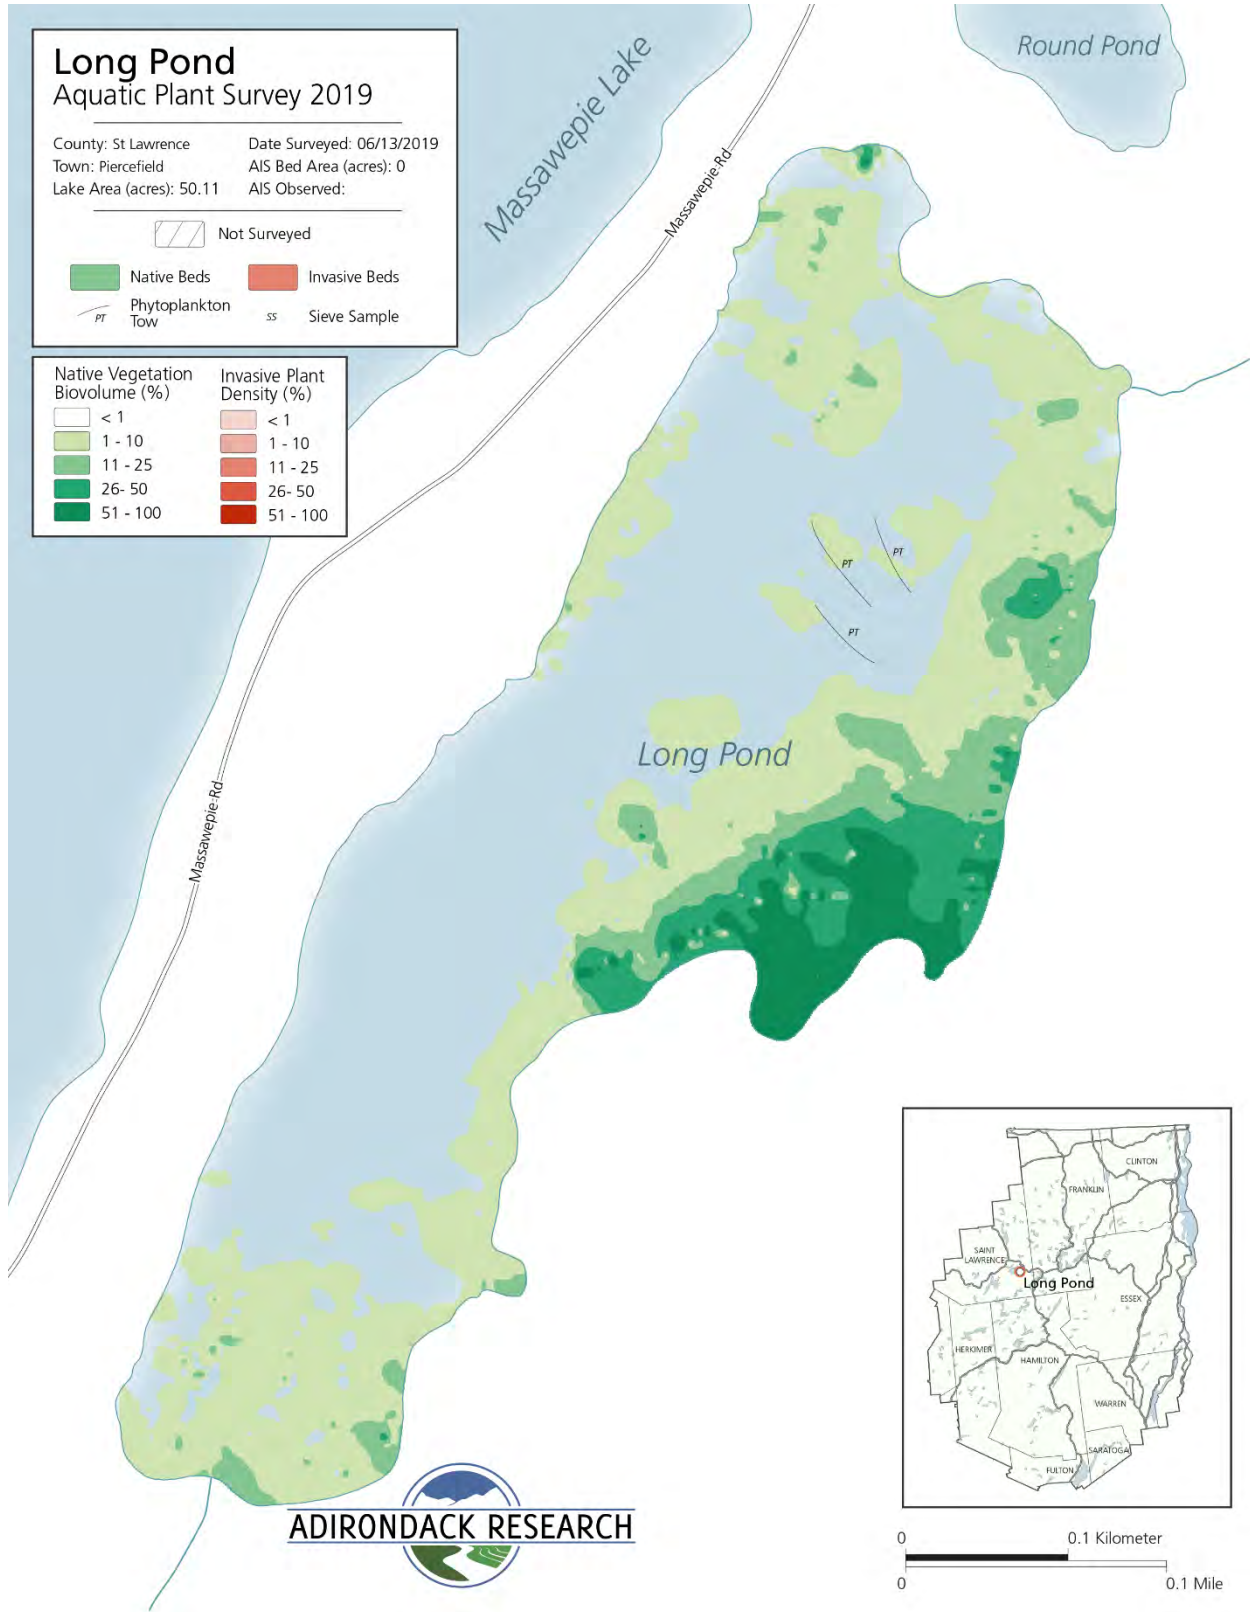 Long Pond
Aquatic Plant Survey 2019
County: St Lawrence
Date Surveyed: 06/13/2019
Town: Piercefield
AIS Bed Area (acres): 0
Lake Area (acres): 50.11
AIS Observed:
Not Surveyed
Native Beds
Invasive Beds
PT
Phytoplankton
Tow
SS
Sieve Sample
Native Vegetation
Biovolume (%)
< 1
1 - 10
11 - 25
26- 50
51 - 100
Invasive Plant
Density (%)
< 1
1 - 10
11 - 25
26- 50
51 - 100
Massawepie Lake
Round Pond
Massawepie Rd
PT
PT
PT
Long Pond
Massawepie Rd
CLINTON
FRANKLIN
SAINT
LAWRENCE
Long Pond
ESSEX
HERKIMER
HAMILTON
WARREN
SARATOGA
FULTON
ADIRONDACK RESEARCH
0
0.1 Kilometer
0
0.1 Mile